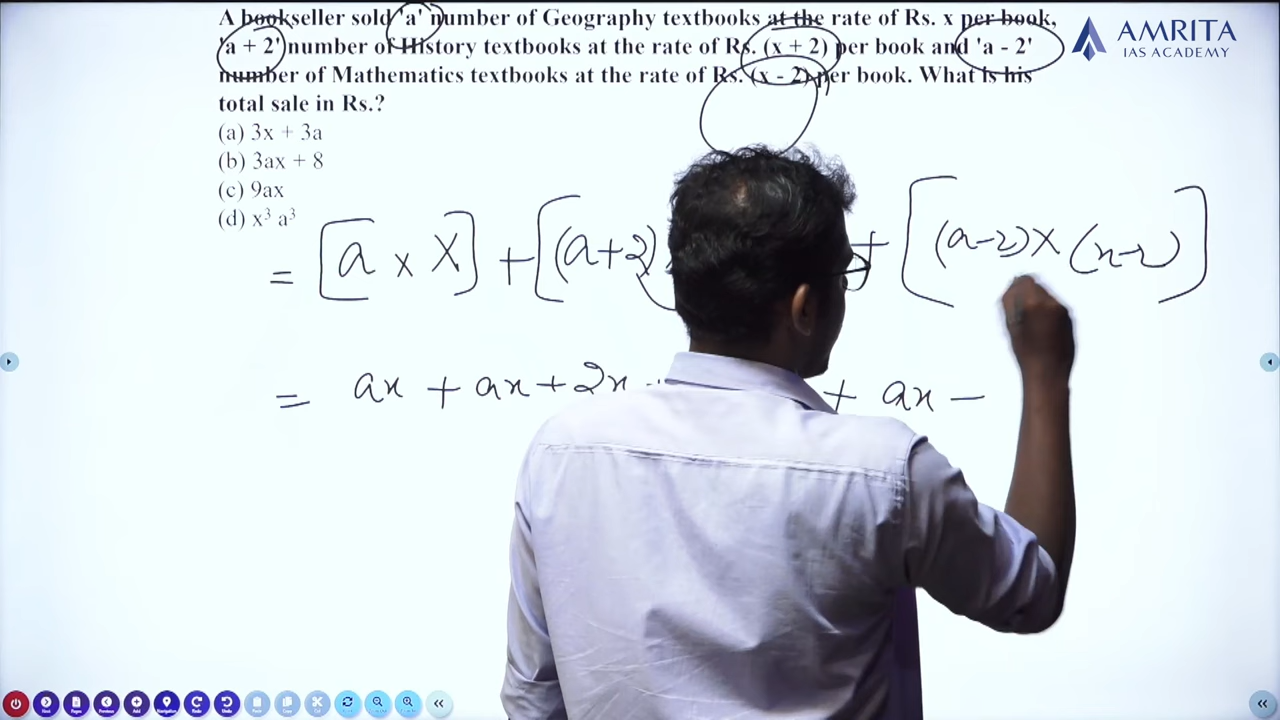 A bookseller sold 'a' number of Geography textbooks at the rate of Rs. x per book,
'a + 2' number of History textbooks at the rate of Rs. (x + 2) per book and 'a - 2'
number of Mathematics textbooks at the rate of Rs. (x - 2) per book. What is his
total sale in Rs.?
(a) 3x + 3a
(b) 3ax + 8
(c) 9ax
(d) x³ a³
= [a × x] + [(a+2) + [(a-2) × (x-2)]
= ax + ax + 2x + ax -
AMRITA
IAS ACADEMY